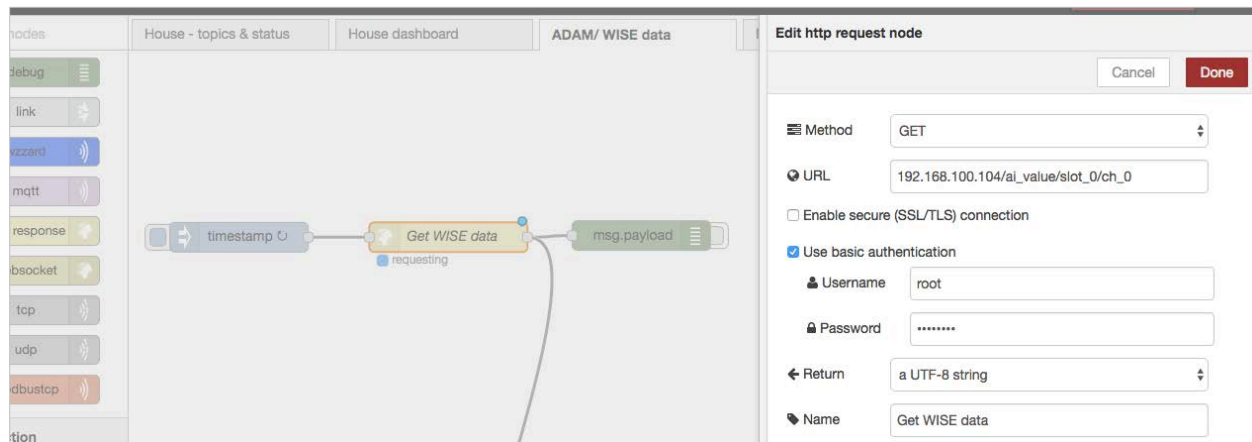 nodes
House - topics & status
House dashboard
ADAM/ WISE data
Edit http request node
Cancel
Done
debug
link
wzzard
mqtt
response
bsocket
tcp
udp
dbustcp
tion
timestamp ↻
Get WISE data
requesting
msg.payload
Method
GET
URL
192.168.100.104/ai_value/slot_0/ch_0
Enable secure (SSL/TLS) connection
Use basic authentication
Username
root
Password
••••••••
Return
a UTF-8 string
Name
Get WISE data